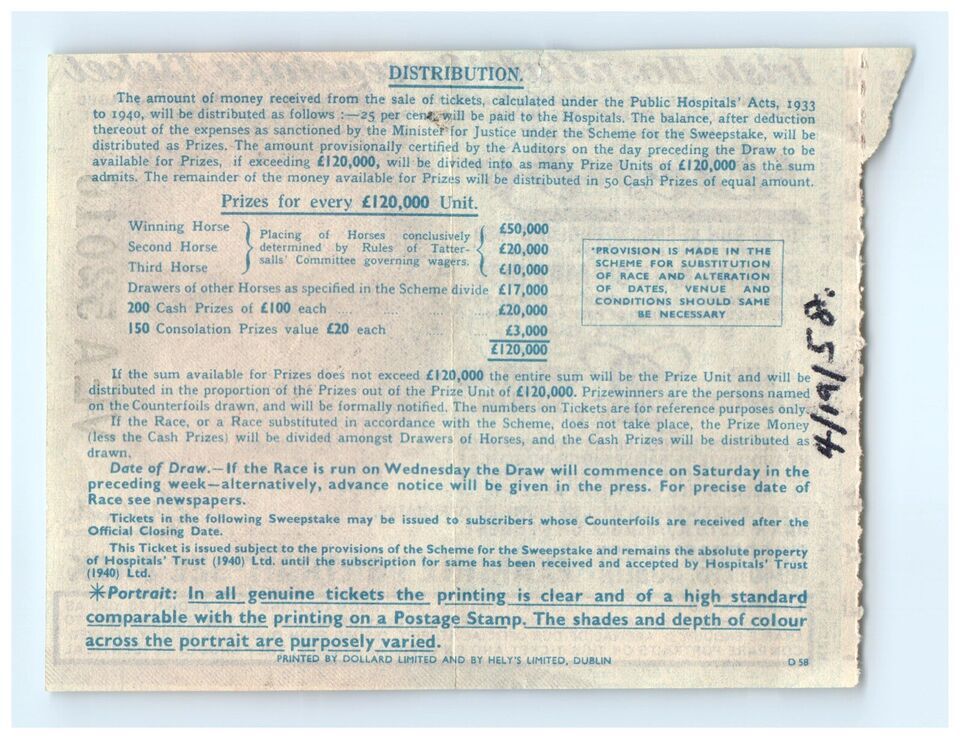 DISTRIBUTION.
The amount of money received from the sale of tickets, calculated under the Public Hospitals' Acts, 1933
to 1940, will be distributed as follows :—25 per cent. will be paid to the Hospitals. The balance, after deduction
thereout of the expenses as sanctioned by the Minister for Justice under the Scheme for the Sweepstake, will be
distributed as Prizes. The amount provisionally certified by the Auditors on the day preceding the Draw to be
available for Prizes, if exceeding £120,000, will be divided into as many Prize Units of £120,000 as the sum
admits. The remainder of the money available for Prizes will be distributed in 50 Cash Prizes of equal amount.
Prizes for every £120,000 Unit.
Winning Horse
Second Horse
Third Horse
Placing of Horses conclusively
determined by Rules of Tatter-
salls' Committee governing wagers.
£50,000
£20,000
£10,000
Drawers of other Horses as specified in the Scheme divide £17,000
200 Cash Prizes of £100 each .... .... .... .... £20,000
150 Consolation Prizes value £20 each .... .... £3,000
£120,000
*PROVISION IS MADE IN THE
SCHEME FOR SUBSTITUTION
OF RACE AND ALTERATION
OF DATES, VENUE AND
CONDITIONS SHOULD SAME
BE NECESSARY
4/19/58.
If the sum available for Prizes does not exceed £120,000 the entire sum will be the Prize Unit and will be
distributed in the proportion of the Prizes out of the Prize Unit of £120,000. Prizewinners are the persons named
on the Counterfoils drawn, and will be formally notified. The numbers on Tickets are for reference purposes only.
If the Race, or a Race substituted in accordance with the Scheme, does not take place, the Prize Money
(less the Cash Prizes) will be divided amongst Drawers of Horses, and the Cash Prizes will be distributed as
drawn.
Date of Draw.—If the Race is run on Wednesday the Draw will commence on Saturday in the
preceding week—alternatively, advance notice will be given in the press. For precise date of
Race see newspapers.
Tickets in the following Sweepstake may be issued to subscribers whose Counterfoils are received after the
Official Closing Date.
This Ticket is issued subject to the provisions of the Scheme for the Sweepstake and remains the absolute property
of Hospitals' Trust (1940) Ltd. until the subscription for same has been received and accepted by Hospitals' Trust
(1940) Ltd.
*Portrait: In all genuine tickets the printing is clear and of a high standard
comparable with the printing on a Postage Stamp. The shades and depth of colour
across the portrait are purposely varied.
PRINTED BY DOLLARD LIMITED AND BY HELY'S LIMITED, DUBLIN
D 58